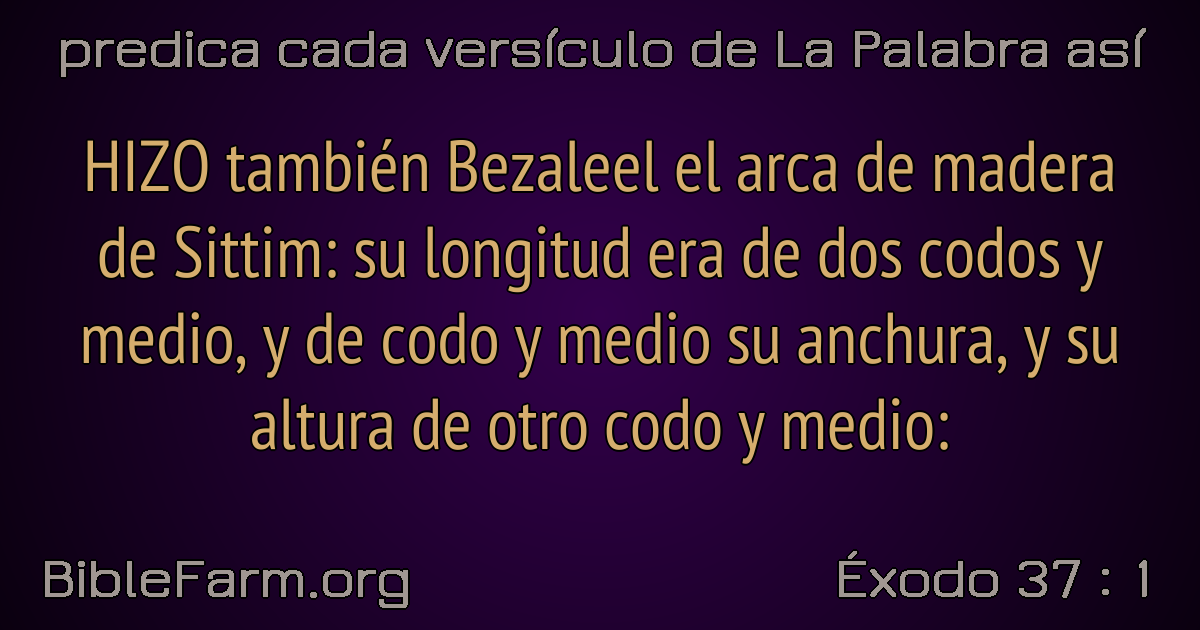 predica cada versículo de La Palabra así
HIZO también Bezaleel el arca de madera
de Sittim: su longitud era de dos codos y
medio, y de codo y medio su anchura, y su
altura de otro codo y medio:
BibleFarm.org
Éxodo 37 : 1